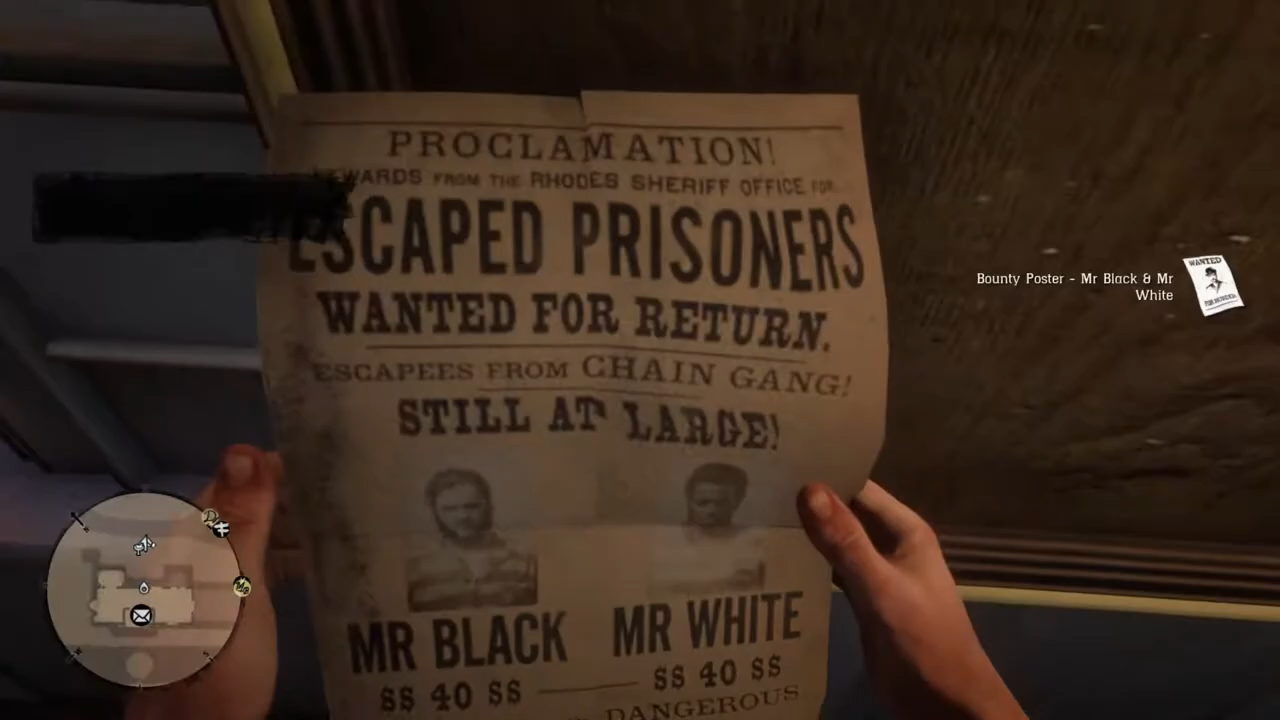 PROCLAMATION!
FROM THE RHODES SHERIFF OFFICE FOR
ESCAPED PRISONERS
WANTED FOR RETURN.
ESCAPEES FROM CHAIN GANG!
STILL AT LARGE!
MR BLACK MR WHITE
$$ 40 $$ $$ 40 $$
DANGEROUS
Bounty Poster - Mr Black & Mr
White
WANTED